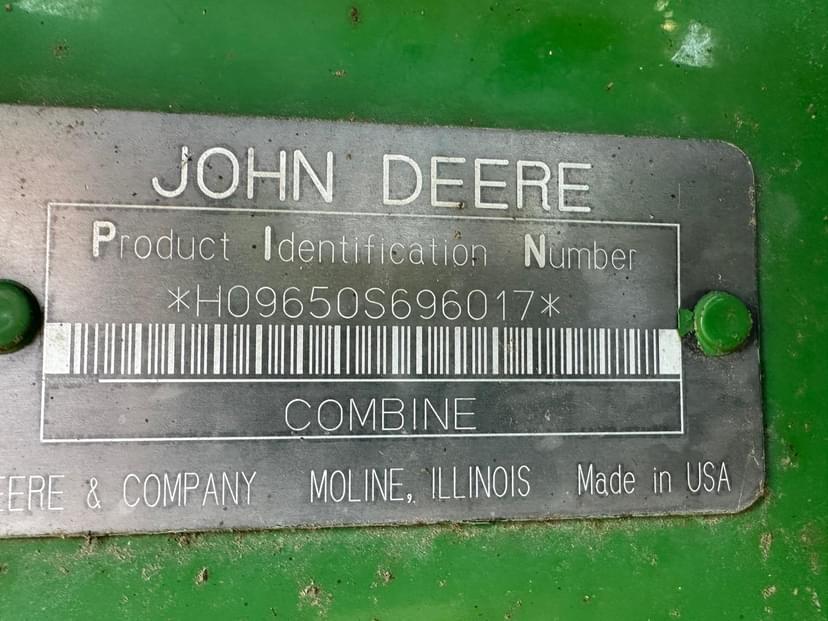 JOHN DEERE
Product Identification Number
*H09650S696017*
COMBINE
EERE & COMPANY MOLINE, ILLINOIS Made in USA